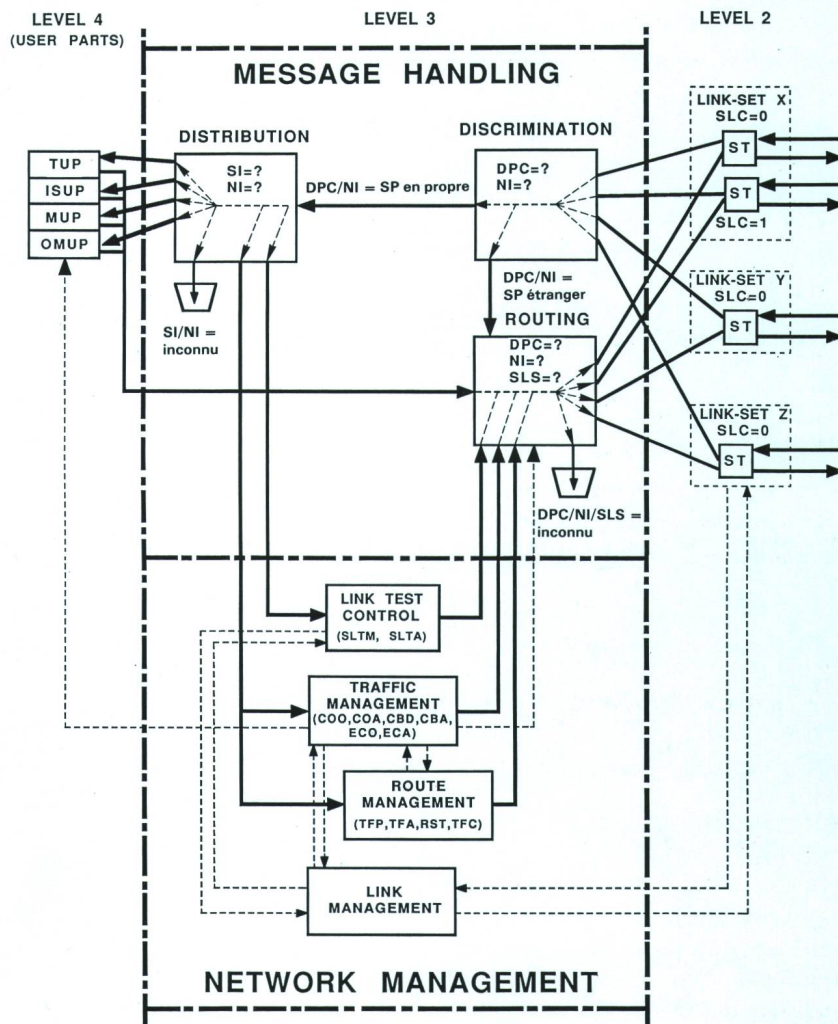 LEVEL 4
(USER PARTS)
LEVEL 3
LEVEL 2
MESSAGE HANDLING
DISTRIBUTION
SI=?
NI=?
DISCRIMINATION
DPC=?
NI=?
DPC/NI = SP en propre
TUP
ISUP
MUP
OMUP
SI/NI =
inconnu
DPC/NI =
SP étranger
ROUTING
DPC=?
NI=?
SLS=?
DPC/NI/SLS =
inconnu
LINK-SET X
SLC=0
ST
ST
SLC=1
LINK-SET Y
SLC=0
ST
LINK-SET Z
SLC=0
ST
LINK TEST
CONTROL
(SLTM, SLTA)
TRAFFIC
MANAGEMENT
(COO,COA,CBD,CBA,
ECO,ECA)
ROUTE
MANAGEMENT
(TFP,TFA,RST,TFC)
LINK
MANAGEMENT
NETWORK MANAGEMENT